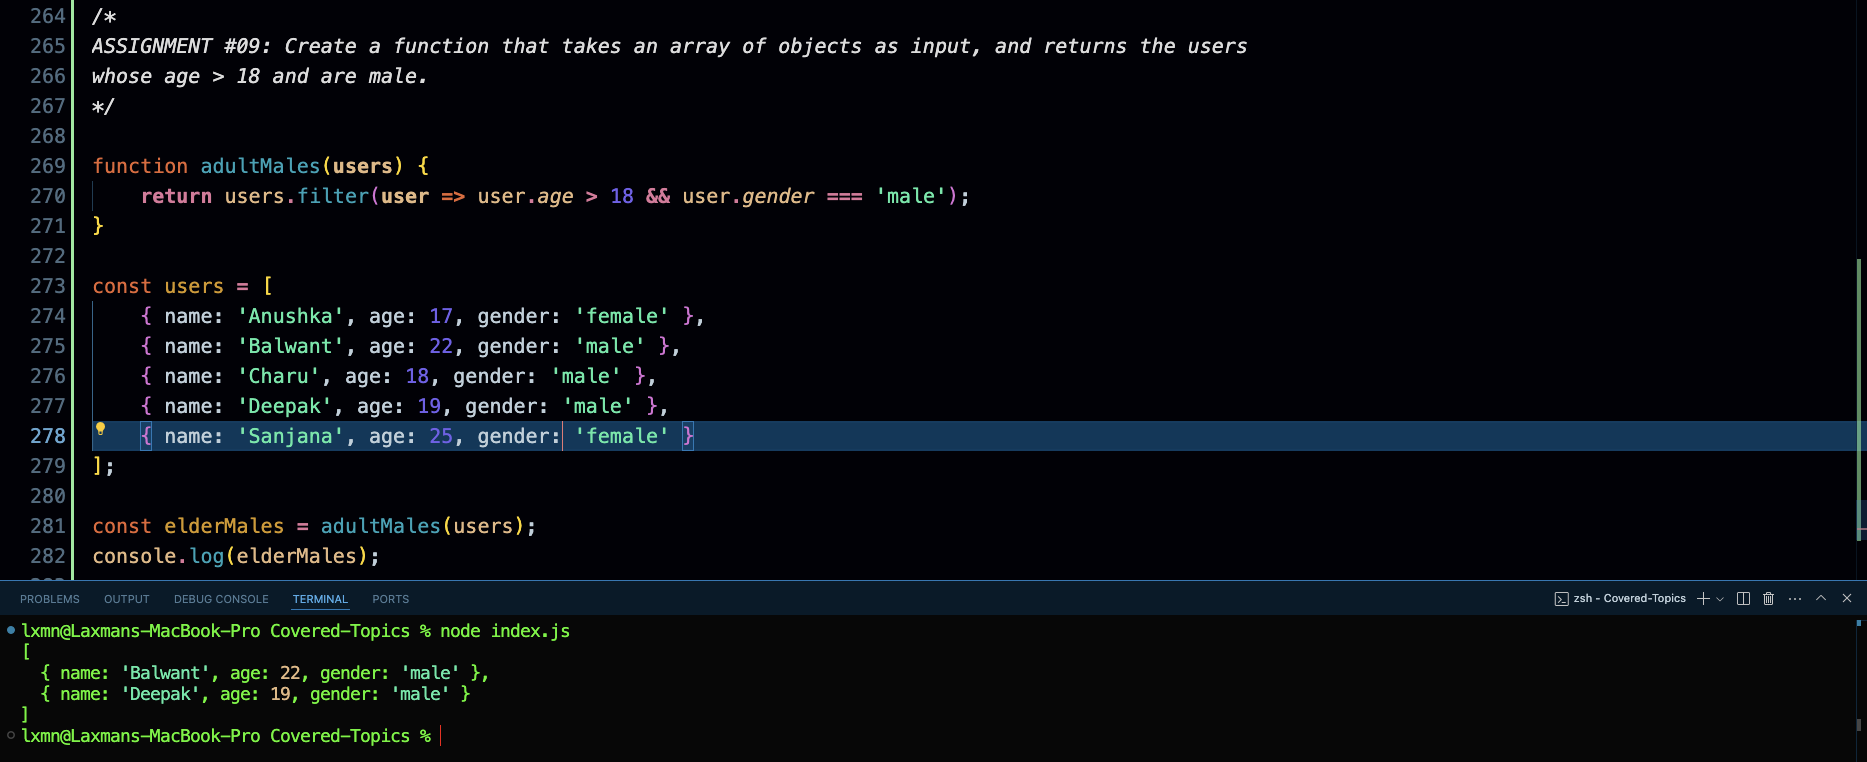 264 /*
265 ASSIGNMENT #09: Create a function that takes an array of objects as input, and returns the users
266 whose age > 18 and are male.
267 */
268
269 function adultMales(users) {
270     return users.filter(user => user.age > 18 && user.gender === 'male');
271 }
272
273 const users = [
274     { name: 'Anushka', age: 17, gender: 'female' },
275     { name: 'Balwant', age: 22, gender: 'male' },
276     { name: 'Charu', age: 18, gender: 'male' },
277     { name: 'Deepak', age: 19, gender: 'male' },
278     { name: 'Sanjana', age: 25, gender: 'female' }
279 ];
280
281 const elderMales = adultMales(users);
282 console.log(elderMales);
PROBLEMS OUTPUT DEBUG CONSOLE TERMINAL PORTS zsh - Covered-Topics
lxmn@Laxmans-MacBook-Pro Covered-Topics % node index.js
[
  { name: 'Balwant', age: 22, gender: 'male' },
  { name: 'Deepak', age: 19, gender: 'male' }
]
lxmn@Laxmans-MacBook-Pro Covered-Topics %